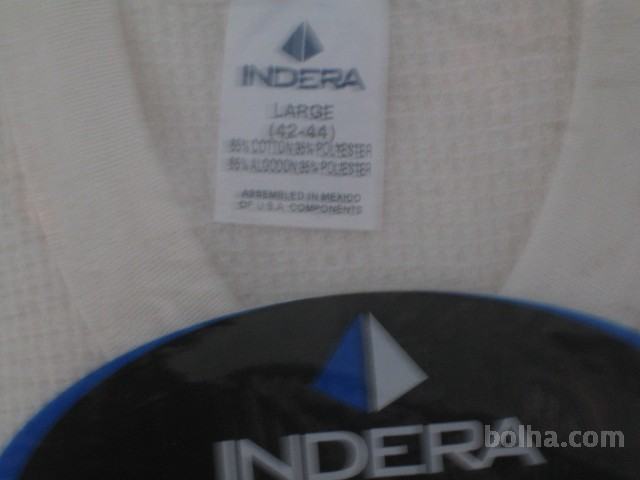 INDERA
LARGE
(42-44)
65% COTTON, 35% POLYESTER
65% ALGODON, 35% POLYESTER
ASSEMBLED IN MEXICO
OF U.S.A. COMPONENTS
INDERA
bolha.com